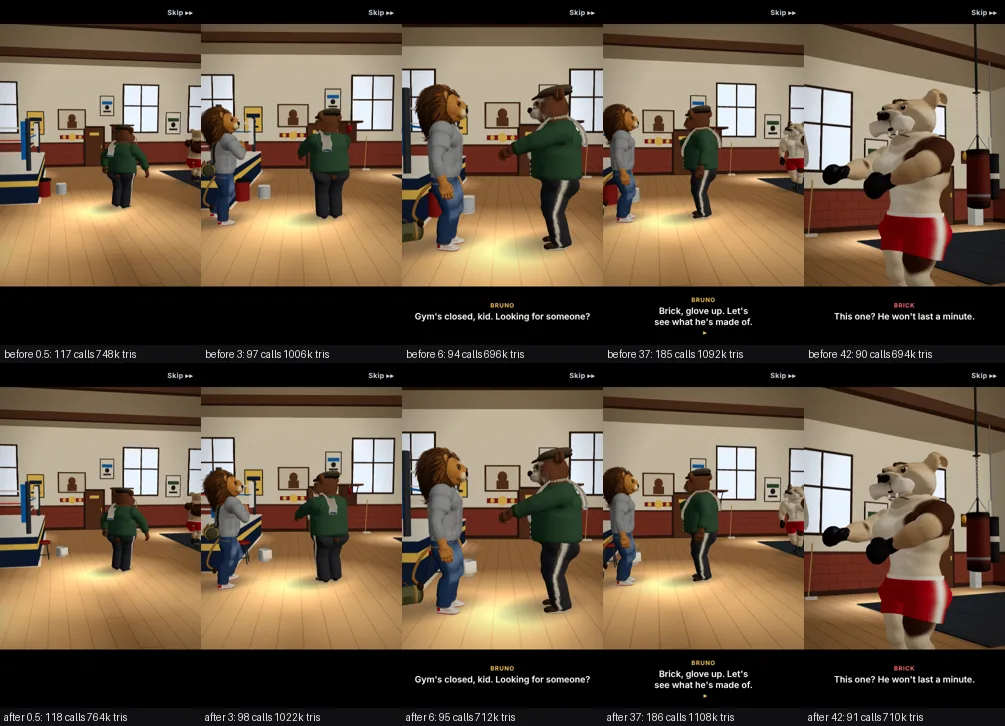 Skip ▸▸
Skip ▸▸
Skip ▸▸
Skip ▸▸
Skip ▸▸
BRUNO
Gym's closed, kid. Looking for someone?
BRUNO
Brick, glove up. Let's
see what he's made of.
BRICK
This one? He won't last a minute.
before 0.5: 117 calls 748k tris
before 3: 97 calls 1006k tris
before 6: 94 calls 696k tris
before 37: 185 calls 1092k tris
before 42: 90 calls 694k tris
Skip ▸▸
Skip ▸▸
Skip ▸▸
Skip ▸▸
Skip ▸▸
BRUNO
Gym's closed, kid. Looking for someone?
BRUNO
Brick, glove up. Let's
see what he's made of.
BRICK
This one? He won't last a minute.
after 0.5: 118 calls 764k tris
after 3: 98 calls 1022k tris
after 6: 95 calls 712k tris
after 37: 186 calls 1108k tris
after 42: 91 calls 710k tris